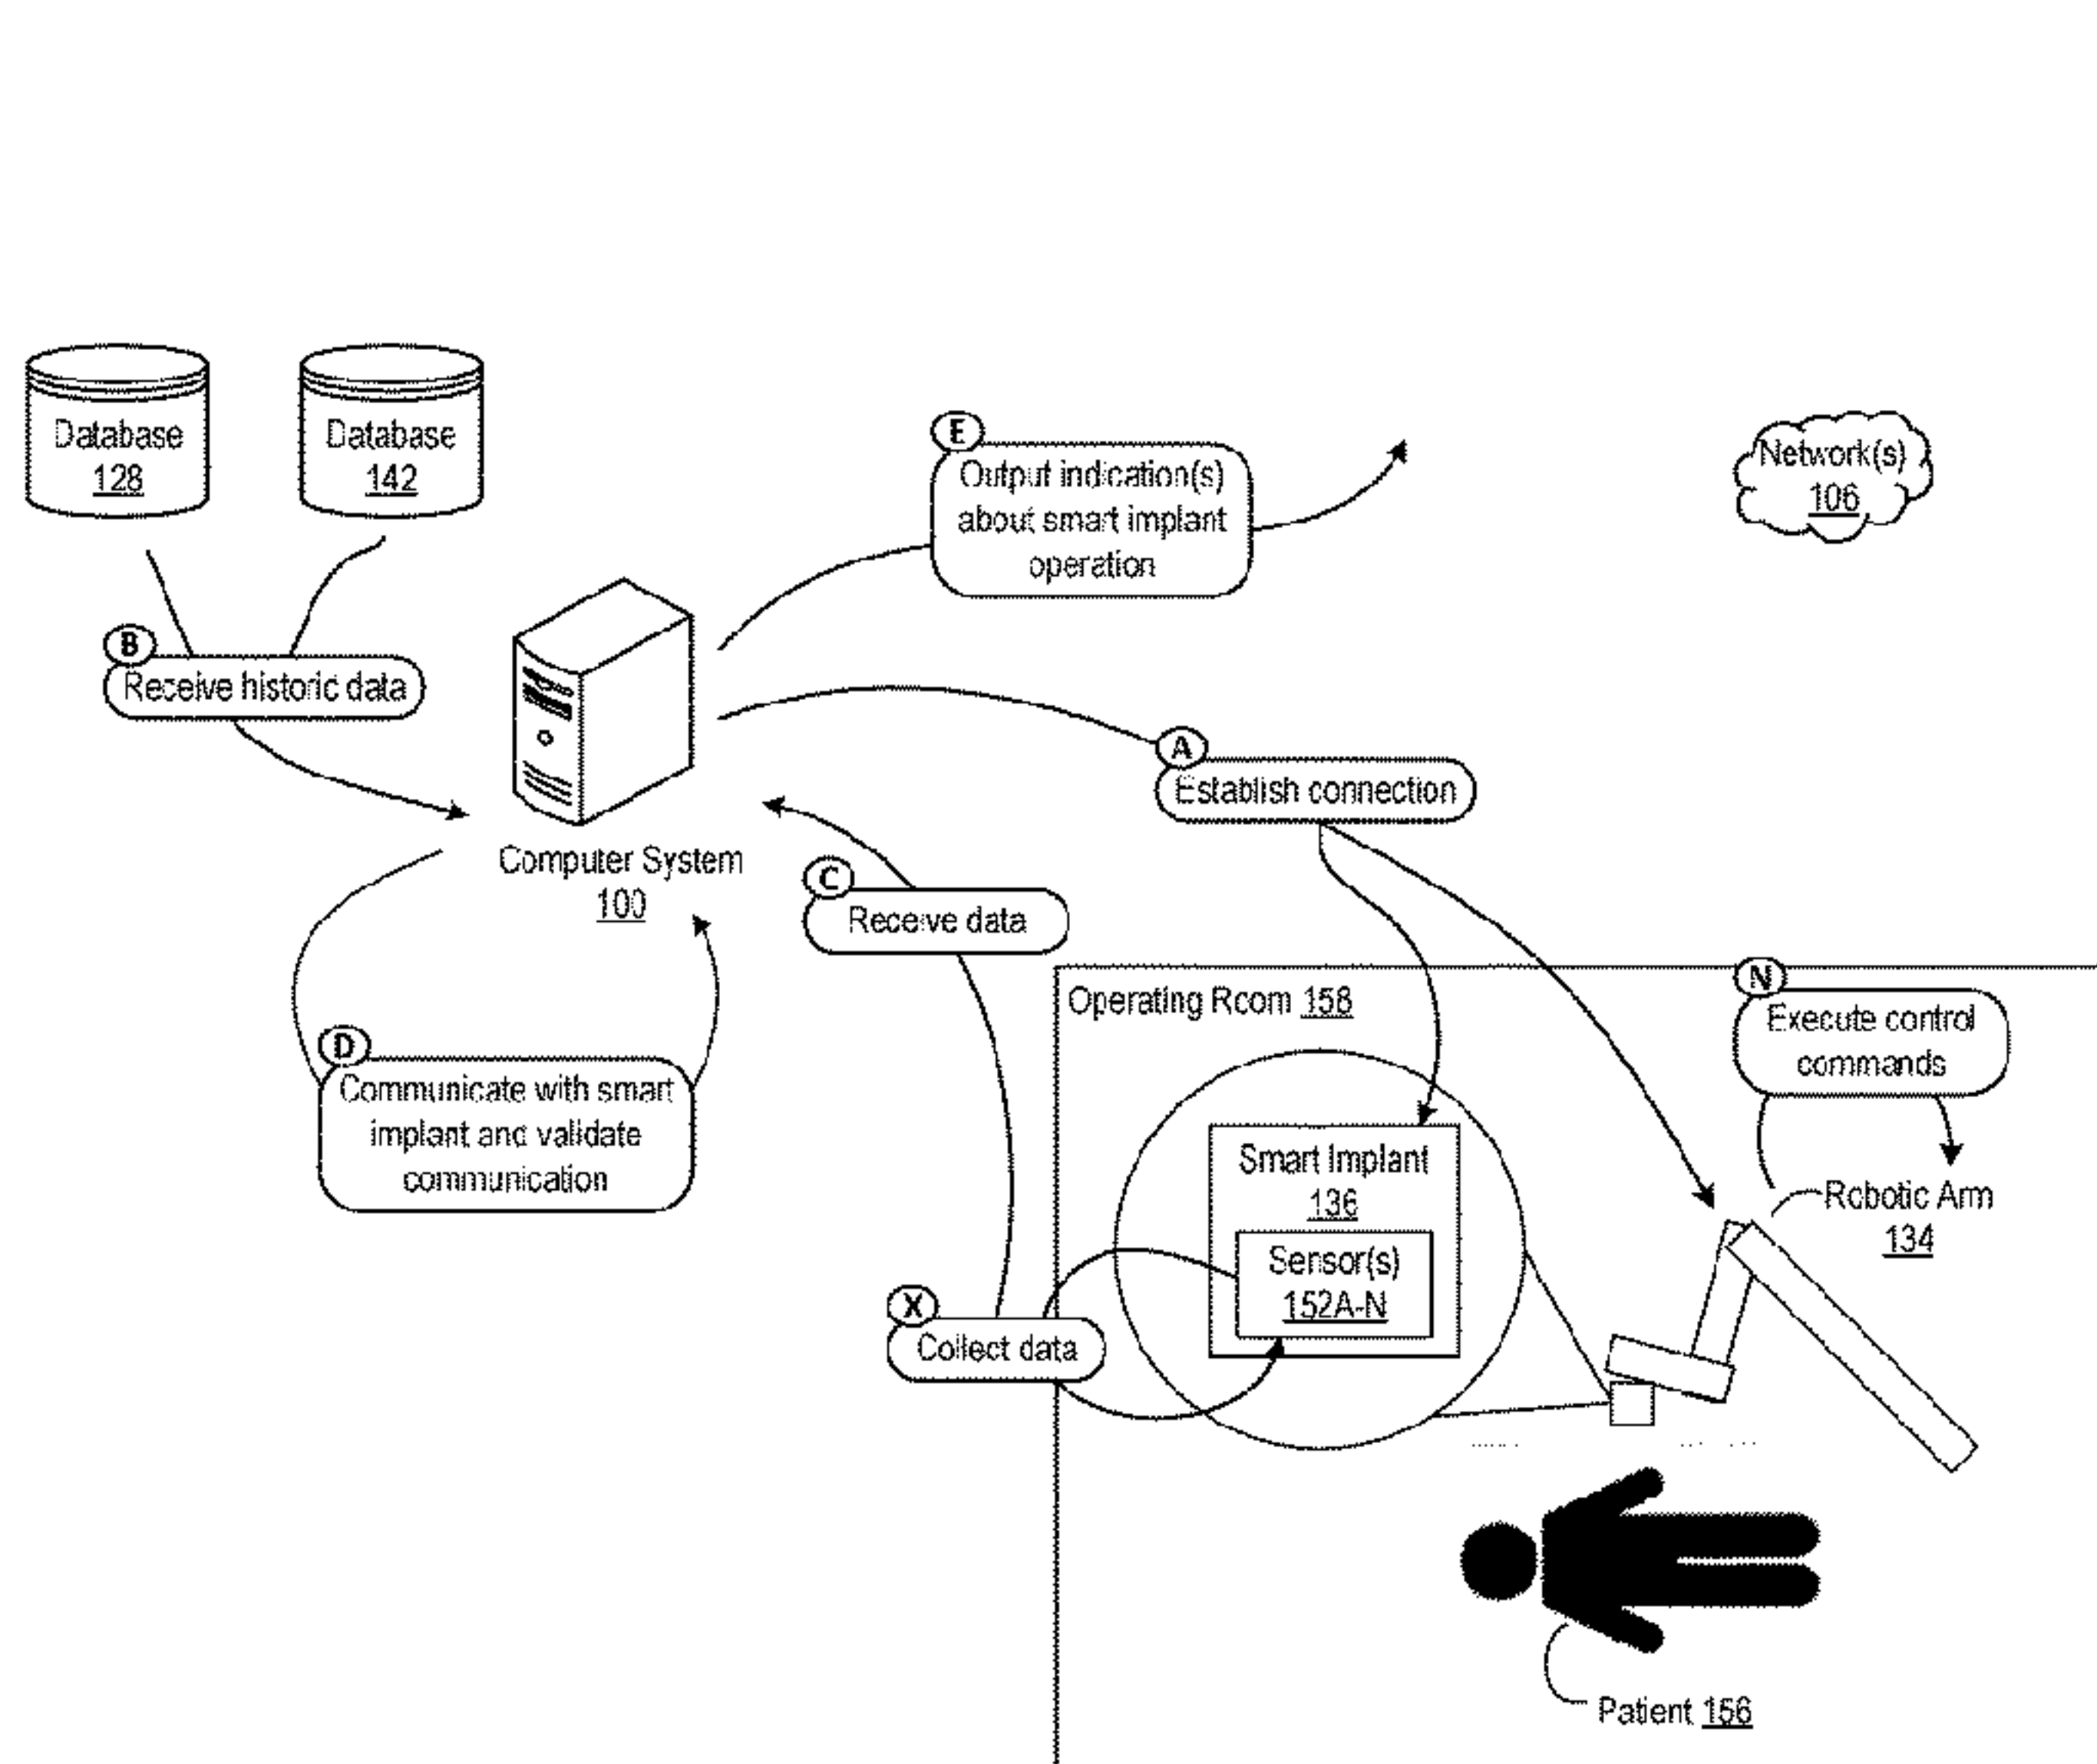 Database
128
Database
142
E
Output indication(s)
about smart implant
operation
Network(s)
106
B
Receive historic data
A
Establish connection
Computer System
100
C
Receive data
Operating Room 158
N
Execute control
commands
D
Communicate with smart
implant and validate
communication
Smart Implant
136
Robotic Arm
134
Sensor(s)
152A-N
X
Collect data
Patient 156